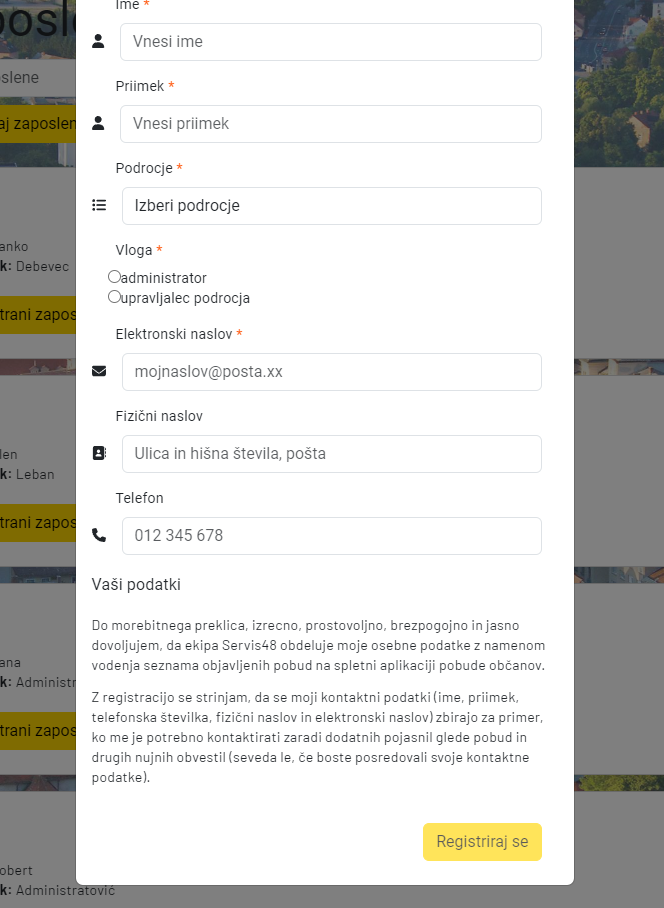 posl
Ime *
Vnesi ime
slene
Priimek *
aj zaposlen
Vnesi priimek
Podrocje *
Izberi podrocje
anko
Vloga *
k: Debevec
administrator
upravljalec podrocja
trani zapos
Elektronski naslov *
mojnaslov@posta.xx
Fizični naslov
len
Ulica in hišna števila, pošta
k: Leban
Telefon
trani zapos
012 345 678
Vaši podatki
Do morebitnega preklica, izrecno, prostovoljno, brezpogojno in jasno
dovoljujem, da ekipa Servis48 obdeluje moje osebne podatke z namenom
vodenja seznama objavljenih pobud na spletni aplikaciji pobude občanov.
ana
k: Administr
Z registracijo se strinjam, da se moji kontaktni podatki (ime, priimek,
telefonska številka, fizični naslov in elektronski naslov) zbirajo za primer,
trani zapos
ko me je potrebno kontaktirati zaradi dodatnih pojasnil glede pobud in
drugih nujnih obvestil (seveda le, če boste posredovali svoje kontaktne
podatke).
Registriraj se
obert
k: Administratović